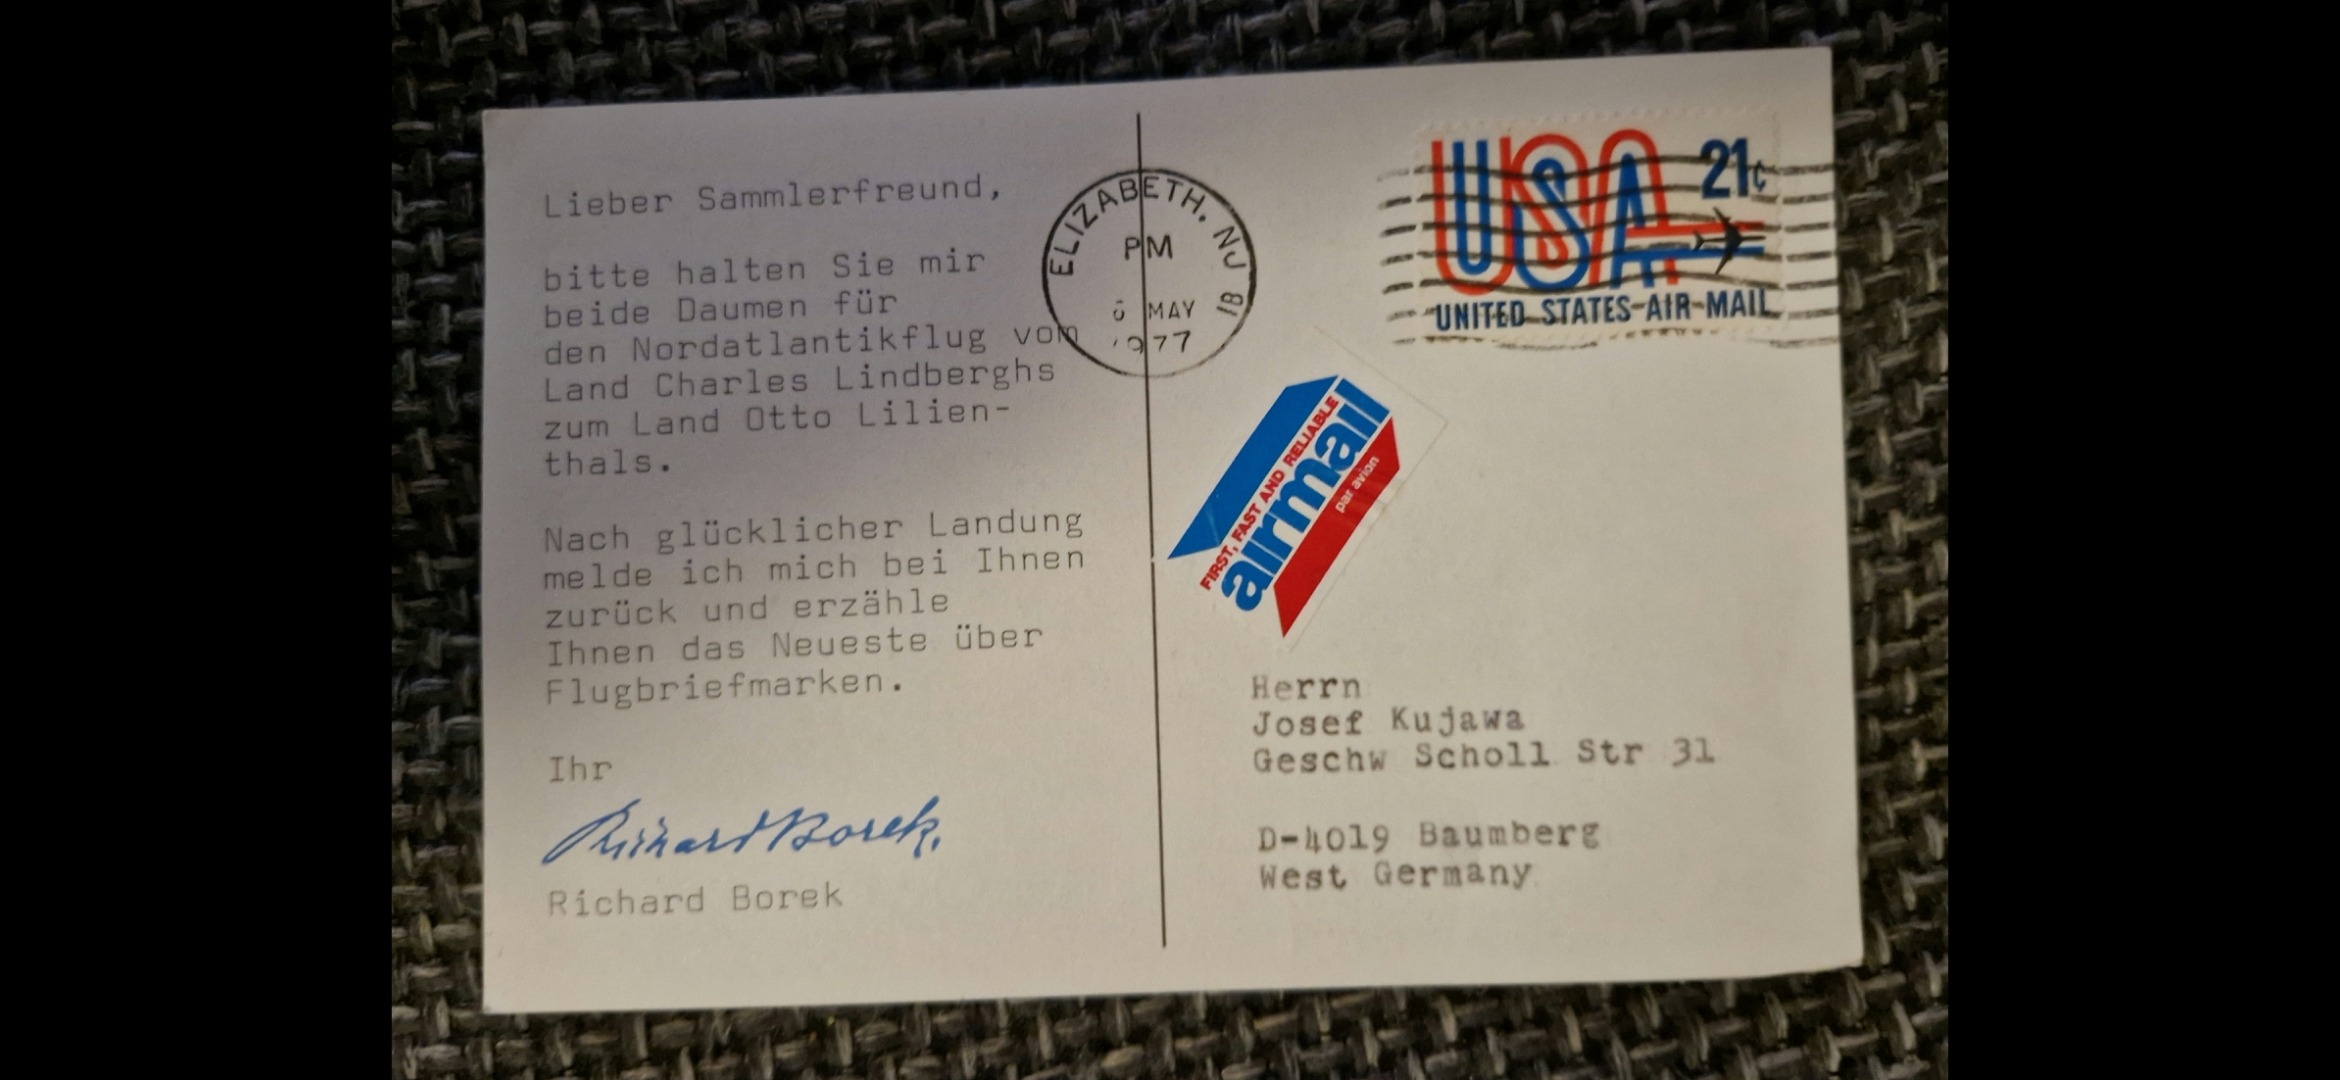 Lieber Sammlerfreund,
bitte halten Sie mir
beide Daumen für
den Nordatlantikflug vom
Land Charles Lindberghs
zum Land Otto Lilien-
thals.
Nach glücklicher Landung
melde ich mich bei Ihnen
zurück und erzähle
Ihnen das Neueste über
Flugbriefmarken.
Ihr
Richard Borek
Richard Borek
ELIZABETH, NJ 81
PM
MAY
1977
USA 21c
UNITED STATES AIR MAIL
FIRST, FAST AND RELIABLE
airmail
par avion
Herrn
Josef Kujawa
Geschw Scholl Str 31
D-4019 Baumberg
West Germany